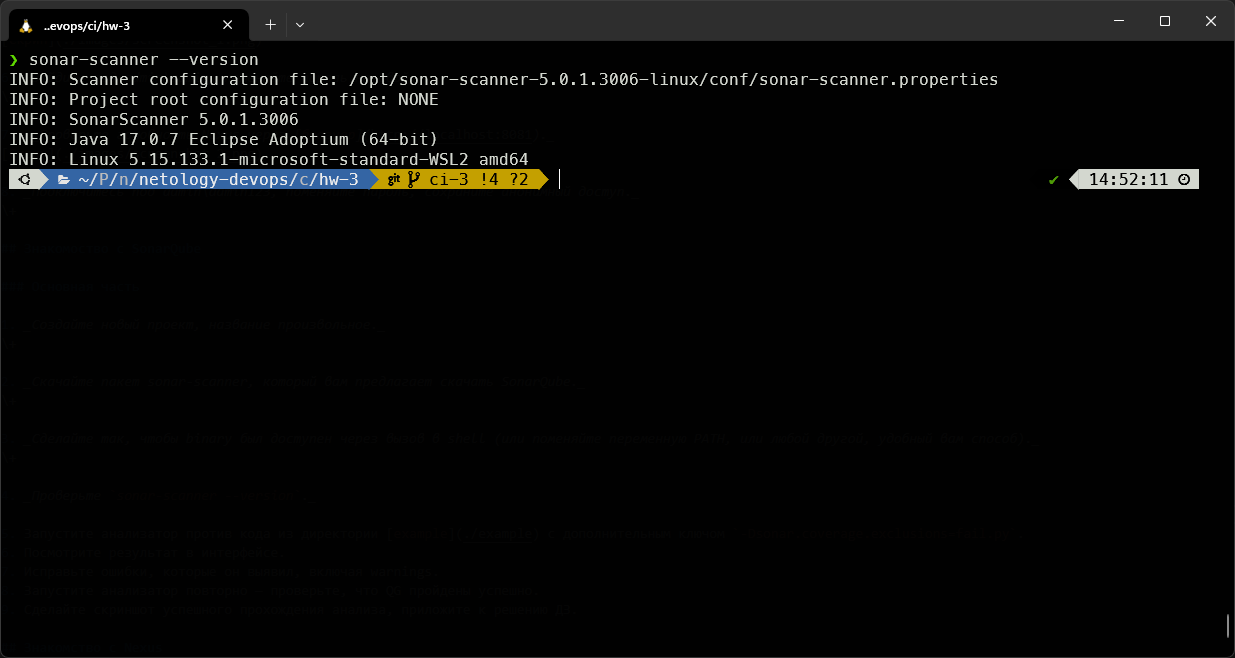 ..evops/ci/hw-3
❯ sonar-scanner --version
INFO: Scanner configuration file: /opt/sonar-scanner-5.0.1.3006-linux/conf/sonar-scanner.properties
INFO: Project root configuration file: NONE
INFO: SonarScanner 5.0.1.3006
INFO: Java 17.0.7 Eclipse Adoptium (64-bit)
INFO: Linux 5.15.133.1-microsoft-standard-WSL2 amd64
~/P/n/netology-devops/c/hw-3 git ci-3 !4 ?2 ✔ 14:52:11